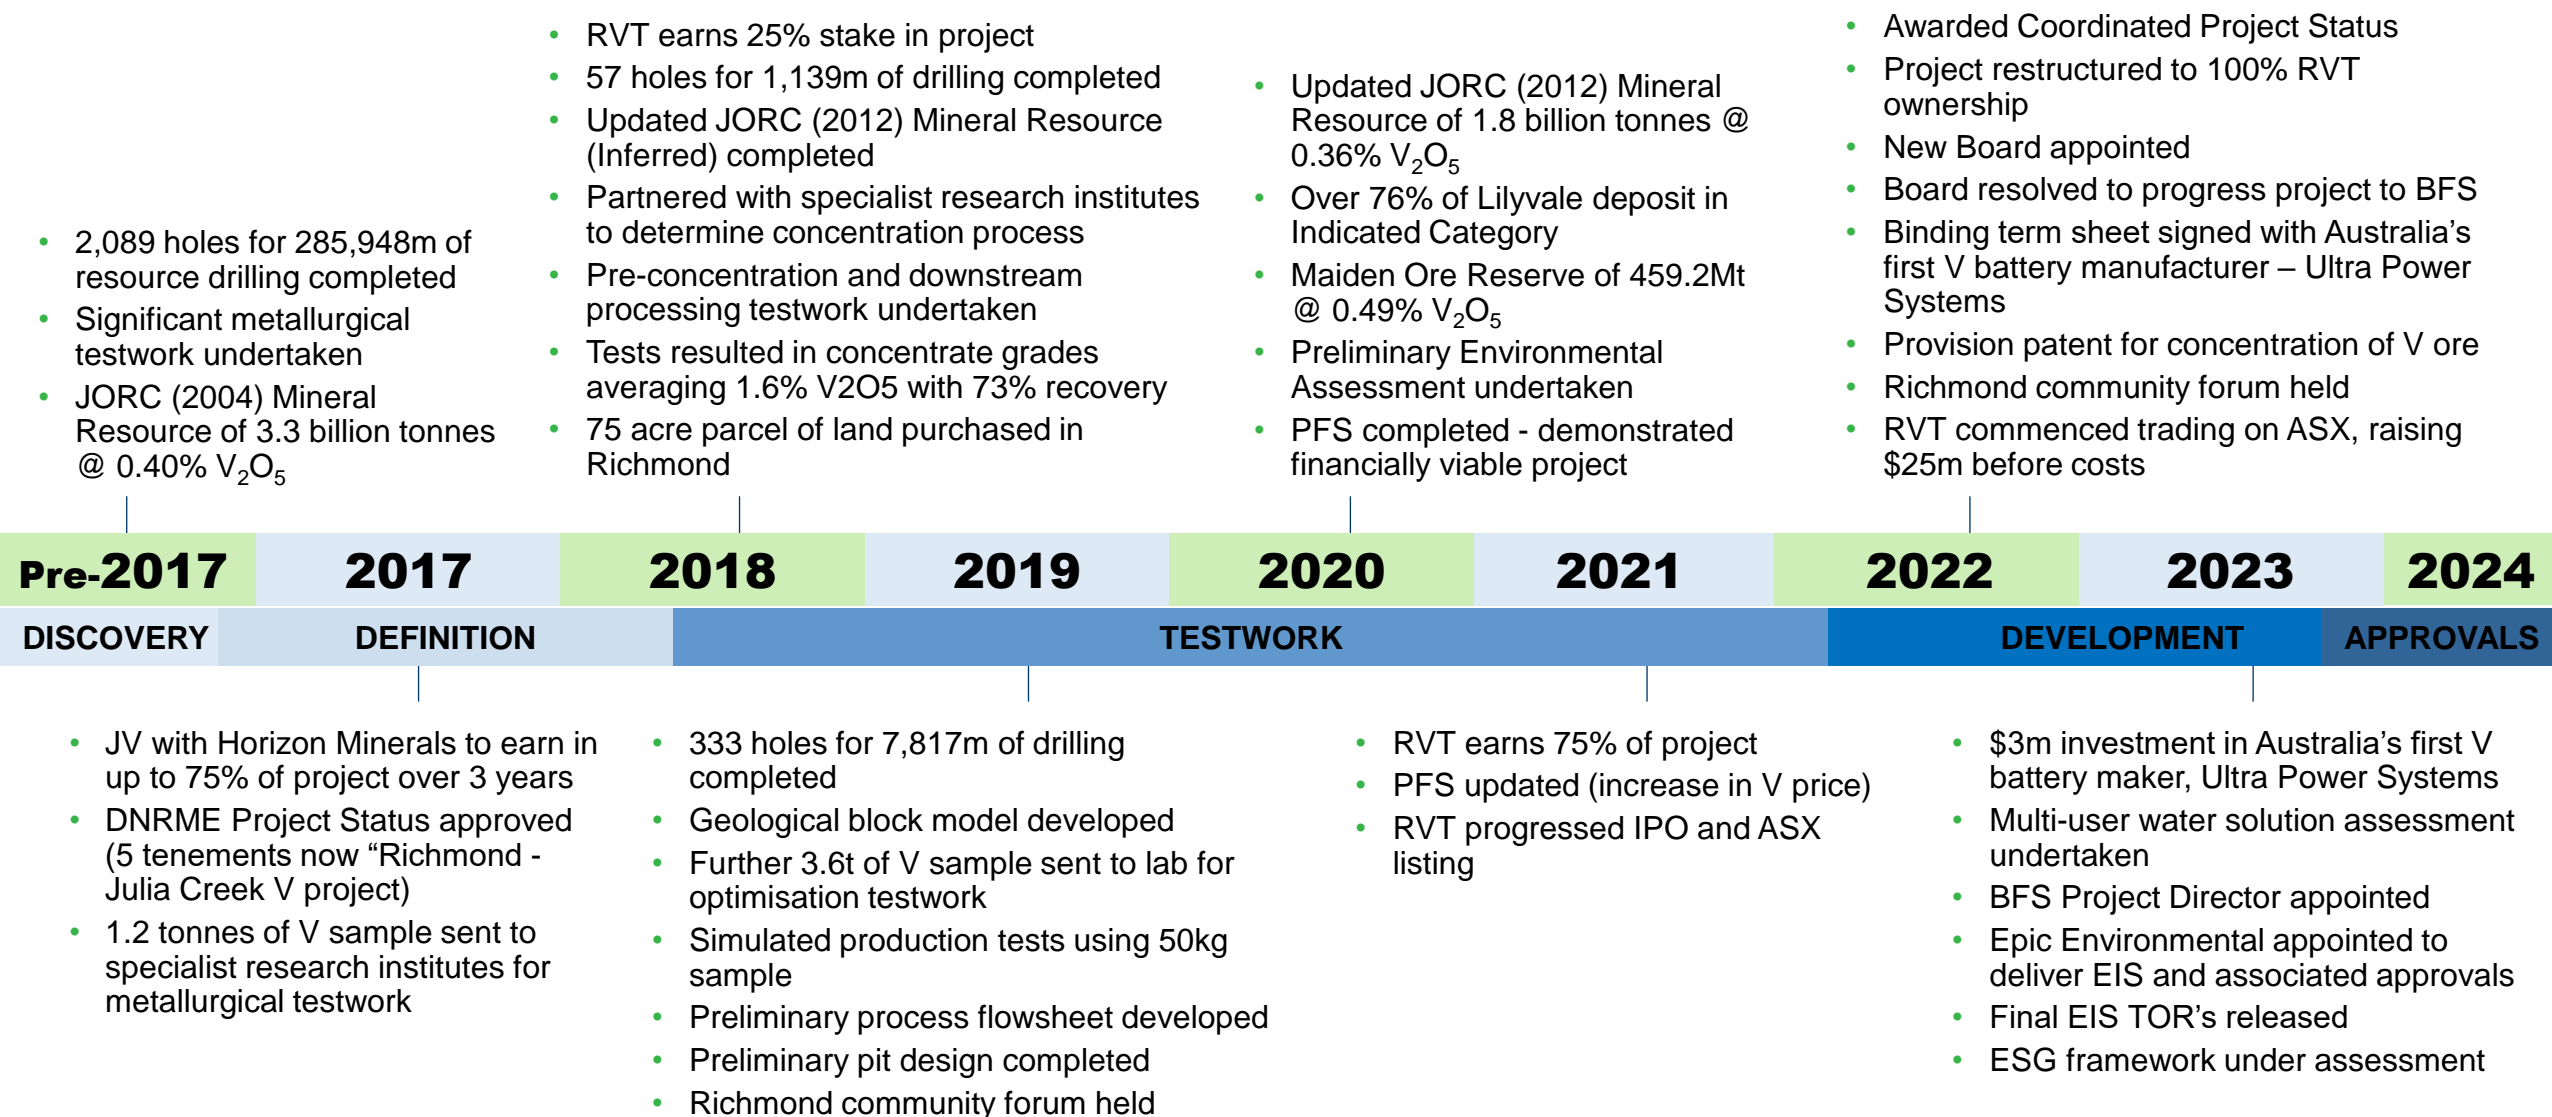 2,089 holes for 285,948m of
resource drilling completed
Significant metallurgical
testwork undertaken
JORC (2004) Mineral
Resource of 3.3 billion tonnes
@ 0.40% V₂O₅
RVT earns 25% stake in project
57 holes for 1,139m of drilling completed
Updated JORC (2012) Mineral Resource
(Inferred) completed
Partnered with specialist research institutes
to determine concentration process
Pre-concentration and downstream
processing testwork undertaken
Tests resulted in concentrate grades
averaging 1.6% V2O5 with 73% recovery
75 acre parcel of land purchased in
Richmond
Updated JORC (2012) Mineral
Resource of 1.8 billion tonnes @
0.36% V₂O₅
Over 76% of Lilyvale deposit in
Indicated Category
Maiden Ore Reserve of 459.2Mt
@ 0.49% V₂O₅
Preliminary Environmental
Assessment undertaken
PFS completed - demonstrated
financially viable project
Awarded Coordinated Project Status
Project restructured to 100% RVT
ownership
New Board appointed
Board resolved to progress project to BFS
Binding term sheet signed with Australia’s
first V battery manufacturer – Ultra Power
Systems
Provision patent for concentration of V ore
Richmond community forum held
RVT commenced trading on ASX, raising
$25m before costs
Pre-2017 2017 2018 2019 2020 2021 2022 2023 2024
DISCOVERY DEFINITION TESTWORK DEVELOPMENT APPROVALS
JV with Horizon Minerals to earn in
up to 75% of project over 3 years
DNRME Project Status approved
(5 tenements now “Richmond -
Julia Creek V project)
1.2 tonnes of V sample sent to
specialist research institutes for
metallurgical testwork
333 holes for 7,817m of drilling
completed
Geological block model developed
Further 3.6t of V sample sent to lab for
optimisation testwork
Simulated production tests using 50kg
sample
Preliminary process flowsheet developed
Preliminary pit design completed
Richmond community forum held
RVT earns 75% of project
PFS updated (increase in V price)
RVT progressed IPO and ASX
listing
$3m investment in Australia’s first V
battery maker, Ultra Power Systems
Multi-user water solution assessment
undertaken
BFS Project Director appointed
Epic Environmental appointed to
deliver EIS and associated approvals
Final EIS TOR’s released
ESG framework under assessment